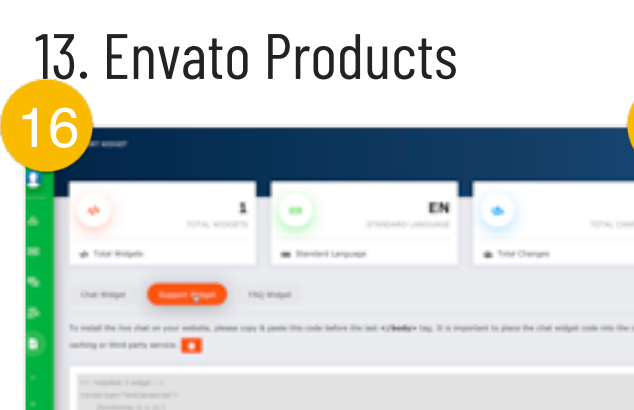 13. Envato Products
16
1
EN
TOTAL WIDGETS
STANDARD LANGUAGE
Total Widgets
Standard Language
Total Changes
Chat Widget
Support Widget
FAQ Widget
To install the live chat on your website, please copy & paste this code before the last </body> tag. It is important to place the chat widget code into the
caching or third party service.